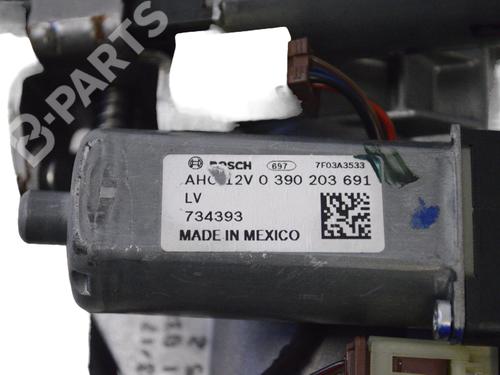 B-PARTS
BOSCH 697 7F03A3533
AHC 12V 0 390 203 691
LV
734393
MADE IN MEXICO